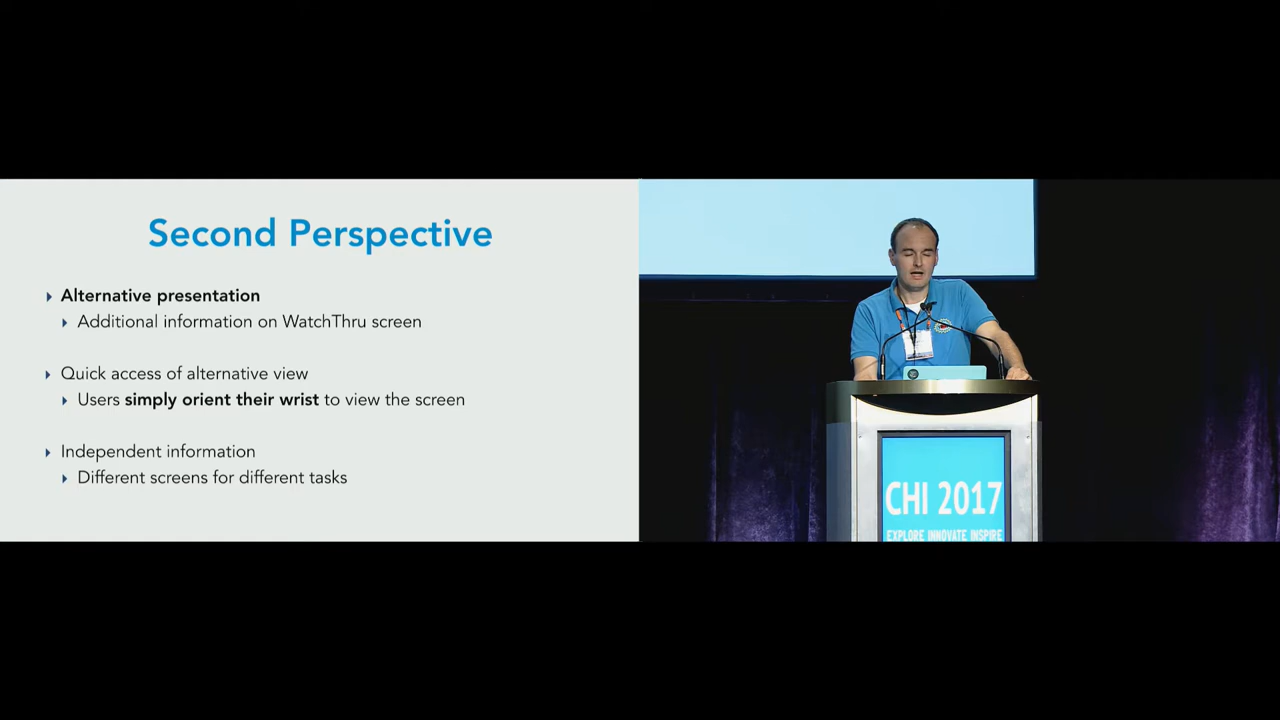 Second Perspective
Alternative presentation
Additional information on WatchThru screen
Quick access of alternative view
Users simply orient their wrist to view the screen
Independent information
Different screens for different tasks
CHI 2017
EXPLORE INNOVATE INSPIRE